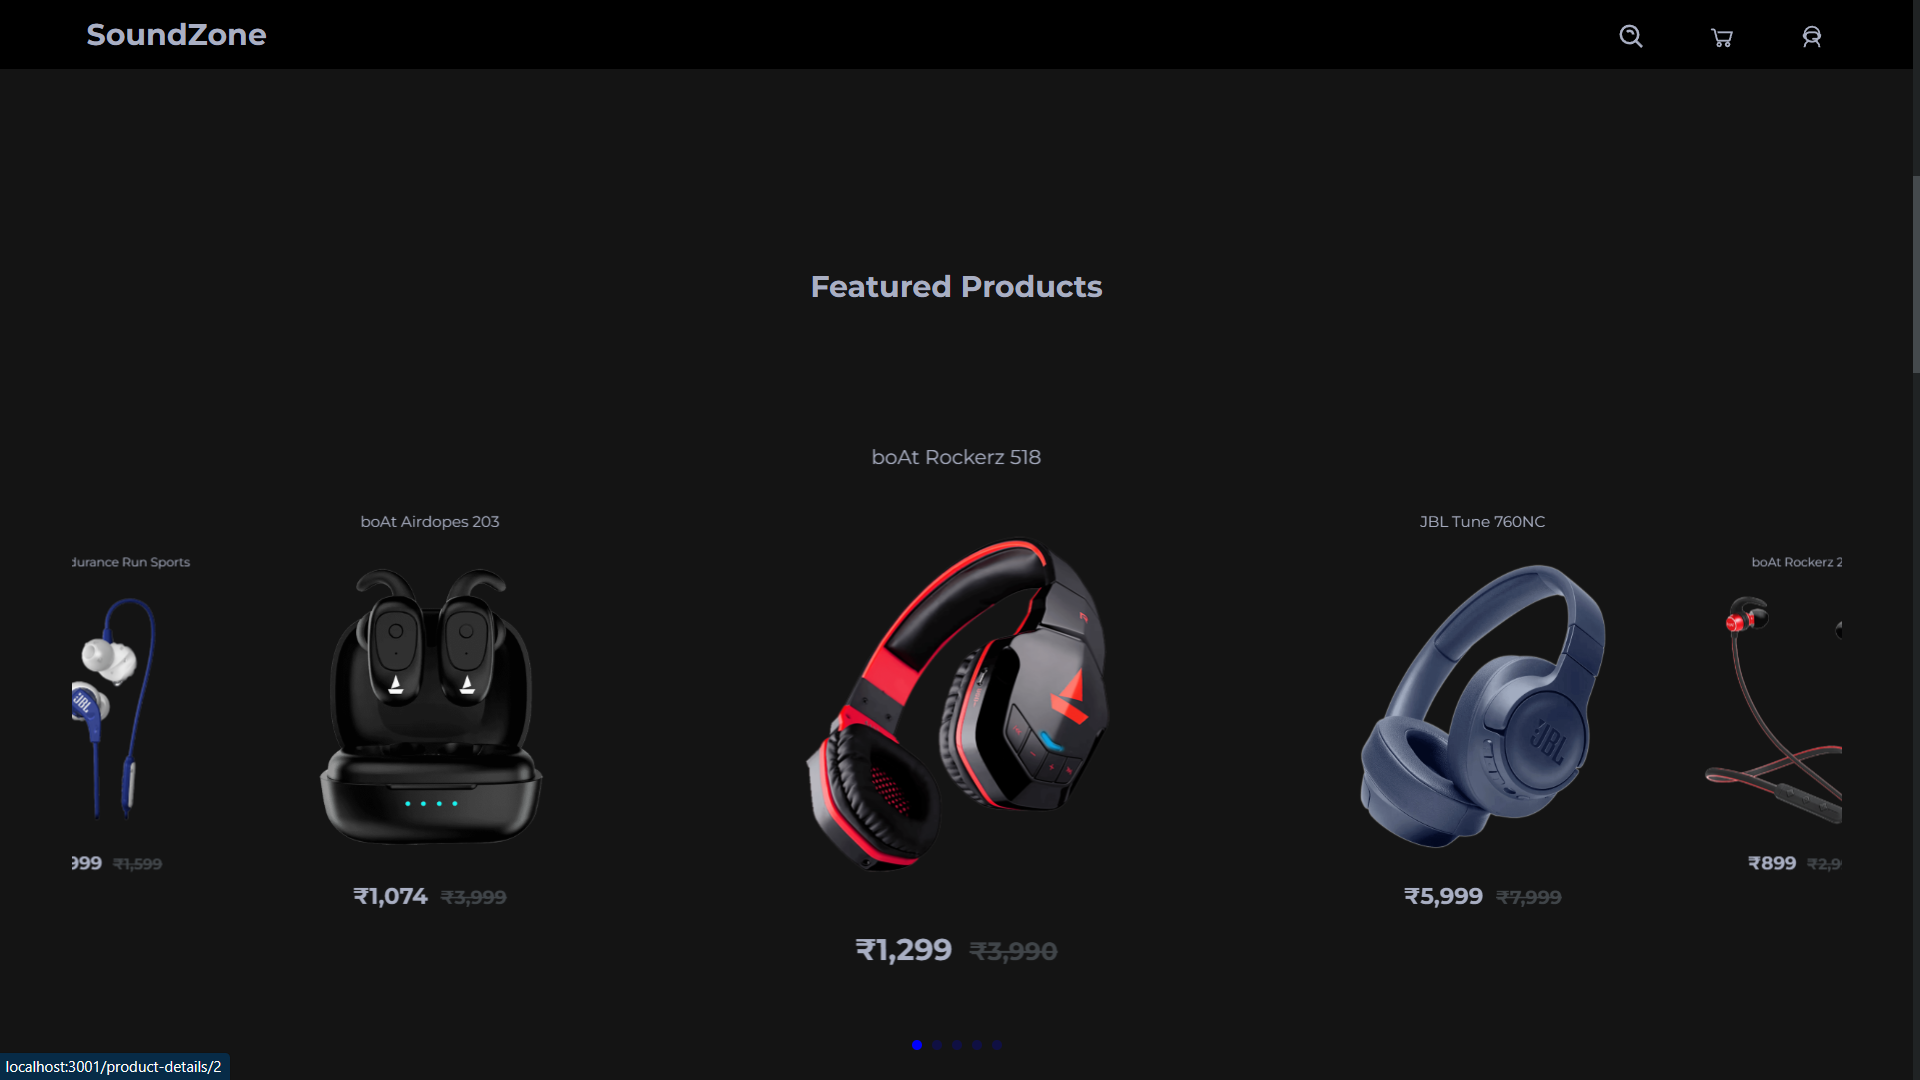 SoundZone
Featured Products
boAt Rockerz 518
boAt Airdopes 203
JBL Tune 760NC
durance Run Sports
boAt Rockerz 2
JBL
JBL
999 ₹1,599
₹899 ₹2,9
₹1,074 ₹3,999
₹5,999 ₹7,999
₹1,299 ₹3,990
localhost:3001/product-details/2